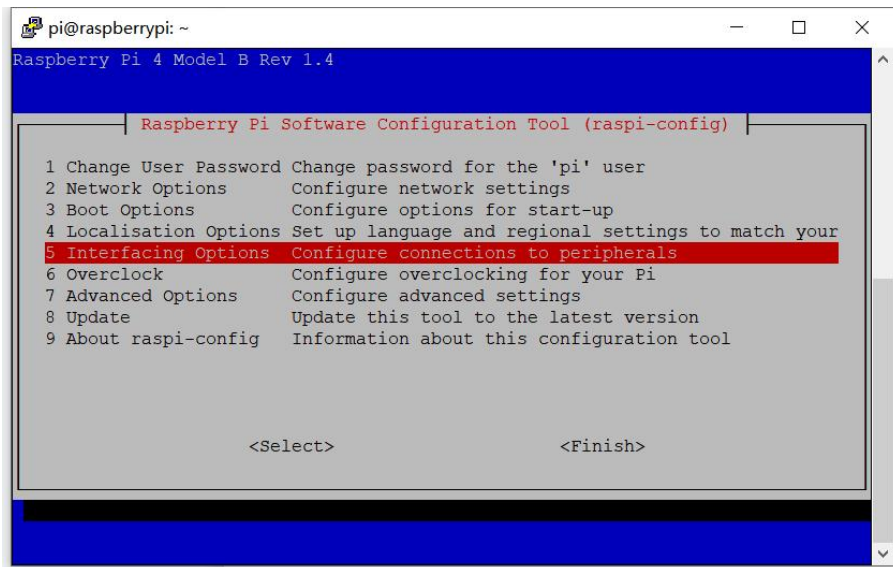 pi@raspberrypi: ~
Raspberry Pi 4 Model B Rev 1.4
Raspberry Pi Software Configuration Tool (raspi-config)
1 Change User Password Change password for the 'pi' user
2 Network Options Configure network settings
3 Boot Options Configure options for start-up
4 Localisation Options Set up language and regional settings to match your
5 Interfacing Options Configure connections to peripherals
6 Overclock Configure overclocking for your Pi
7 Advanced Options Configure advanced settings
8 Update Update this tool to the latest version
9 About raspi-config Information about this configuration tool
<Select> <Finish>